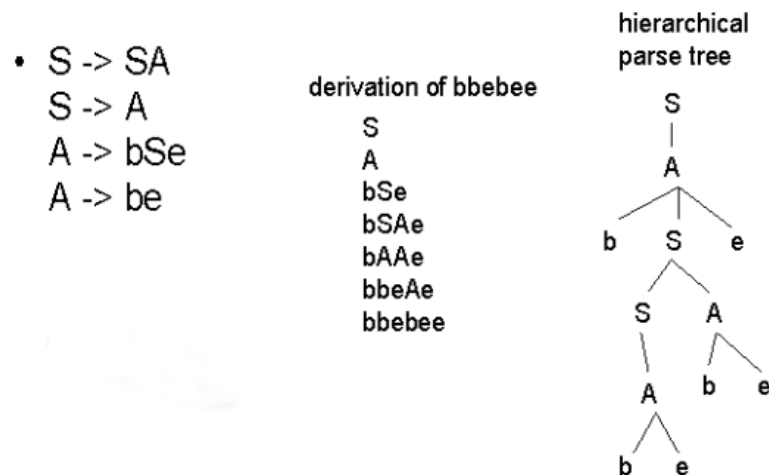 • S -> SA
S -> A
A -> bSe
A -> be
derivation of bbebee
S
A
bSe
bSAe
bAAe
bbeAe
bbebee
hierarchical
parse tree
S
A
b S e
S A
A b e
b e